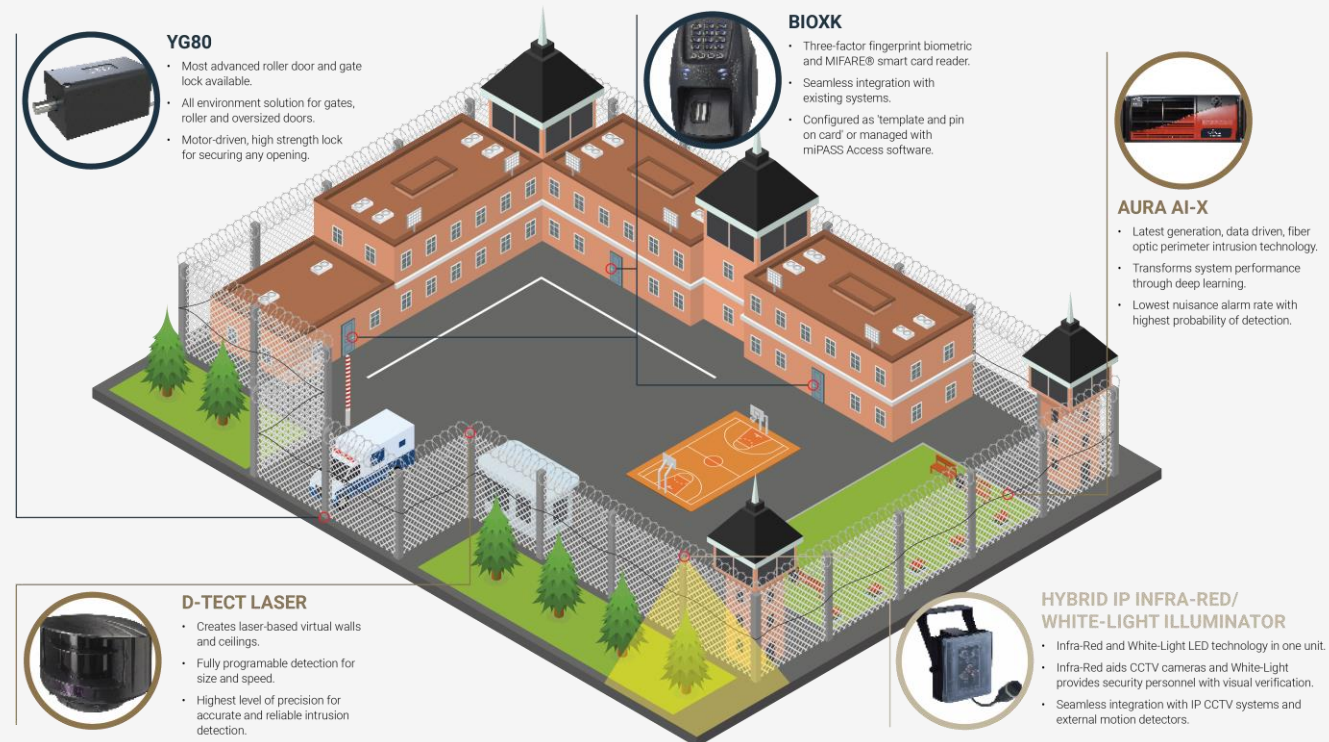 YG80
• Most advanced roller door and gate
lock available.
• All environment solution for gates,
roller and oversized doors.
• Motor-driven, high strength lock
for securing any opening.
BIOXK
• Three-factor fingerprint biometric
and MIFARE® smart card reader.
• Seamless integration with
existing systems.
• Configured as 'template and pin
on card' or managed with
miPASS Access software.
AURA AI-X
• Latest generation, data driven, fiber
optic perimeter intrusion technology.
• Transforms system performance
through deep learning.
• Lowest nuisance alarm rate with
highest probability of detection.
D-TECT LASER
• Creates laser-based virtual walls
and ceilings.
• Fully programable detection for
size and speed.
• Highest level of precision for
accurate and reliable intrusion
detection.
HYBRID IP INFRA-RED/
WHITE-LIGHT ILLUMINATOR
• Infra-Red and White-Light LED technology in one unit.
• Infra-Red aids CCTV cameras and White-Light
provides security personnel with visual verification.
• Seamless integration with IP CCTV systems and
external motion detectors.